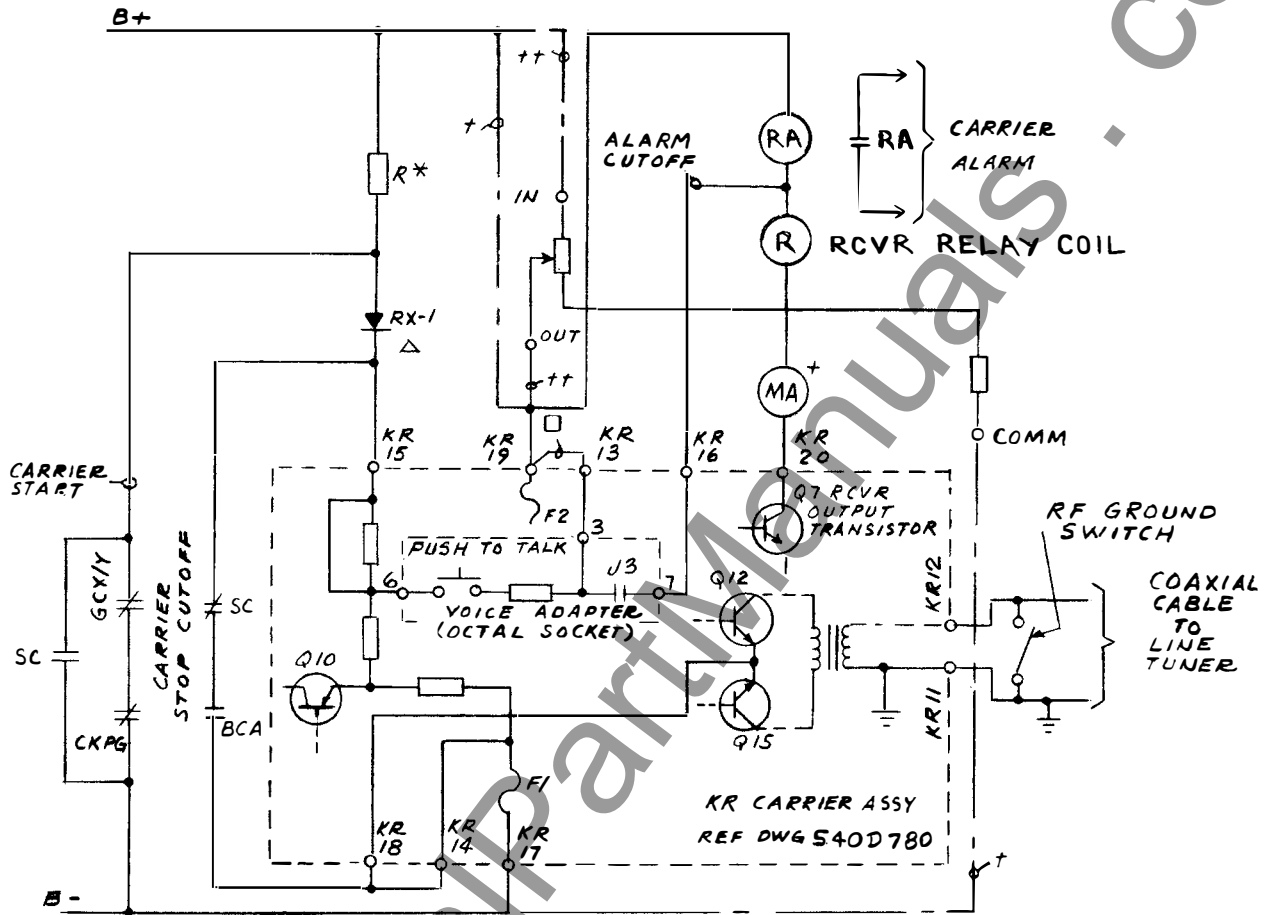 B+
++
+
R*
IN
ALARM
CUTOFF
RA
RA
CARRIER
ALARM
R
RCVR RELAY COIL
RX-1
△
OUT
++
MA
+
COMM
CARRIER
START
KR
15
KR
19
KR
13
KR
16
KR
20
F2
3
Q7 RCVR
OUTPUT
TRANSISTOR
RF GROUND
SWITCH
PUSH TO TALK
6
J3
7
VOICE ADAPTER
(OCTAL SOCKET)
Q12
KR12
COAXIAL
CABLE
TO
LINE
TUNER
GCX/Y
SC
SC
CARRIER
STOP CUTOFF
Q10
CKPG
BCA
Q15
KR11
F1
KR CARRIER ASSY
REF DWG 540D780
KR
18
KR
14
KR
17
+
B-
PartManuals.co